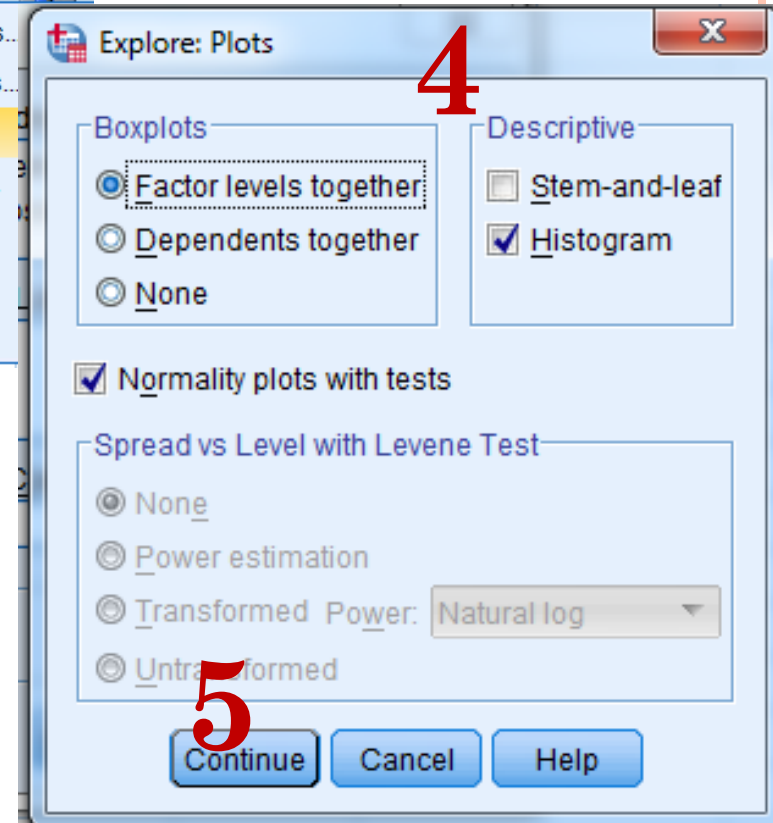 Explore: Plots
4
Boxplots
Factor levels together
Dependents together
None
Descriptive
Stem-and-leaf
Histogram
Normality plots with tests
Spread vs Level with Levene Test
None
Power estimation
Transformed Power: Natural log
Untransformed
5
Continue Cancel Help